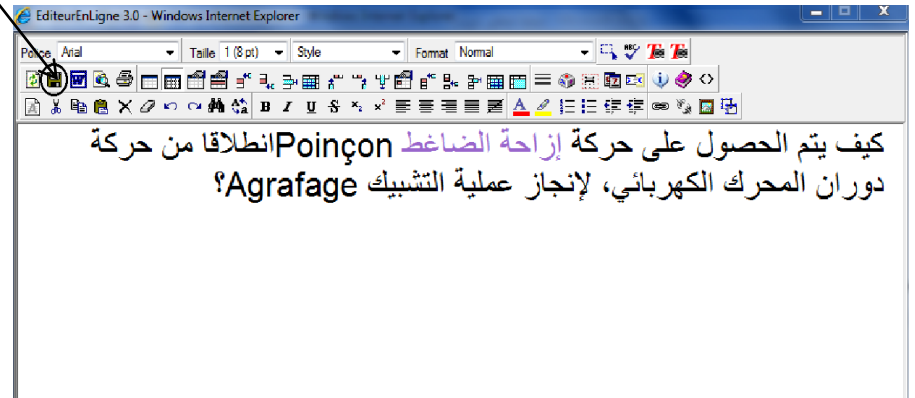 EditeurEnLigne 3.0 - Windows Internet Explorer
Police Arial Taille 1 (8 pt) Style Format Normal
كيف يتم الحصول على حركة إزاحة الضاغط Poinçon انطلاقا من حركة
دوران المحرك الكهربائي، لإنجاز عملية التشبيك Agrafage؟